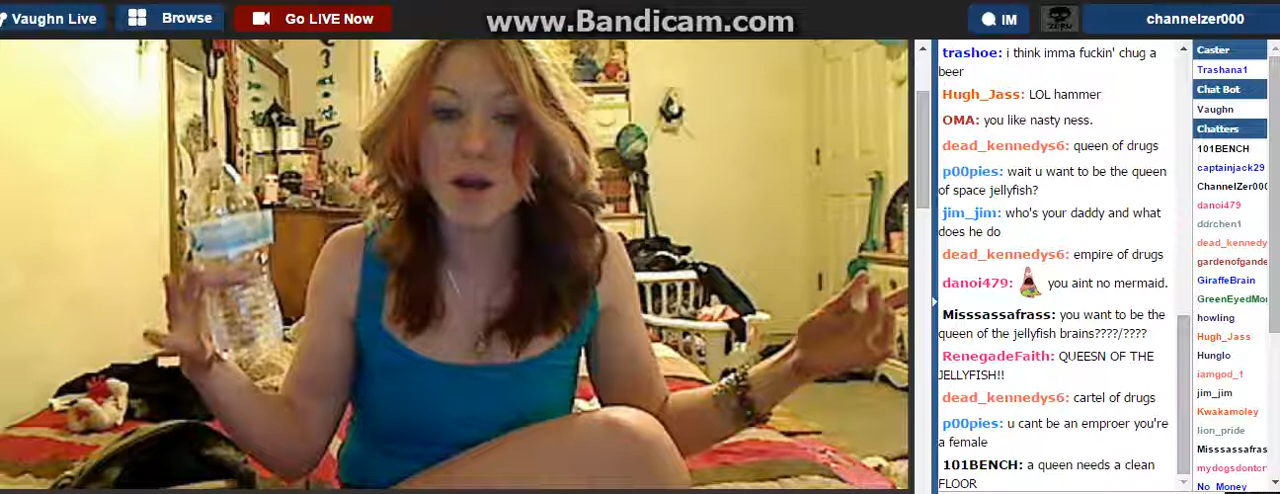 Vaughn Live Browse Go LIVE Now www.Bandicam.com IM channelzer000
trashoe: i think imma fuckin' chug a
beer
Hugh_Jass: LOL hammer
OMA: you like nasty ness.
dead_kennedys6: queen of drugs
p00pies: wait u want to be the queen
of space jellyfish?
jim_jim: who's your daddy and what
does he do
dead_kennedys6: empire of drugs
danoi479: you aint no mermaid.
Misssassafrass: you want to be the
queen of the jellyfish brains????/????
RenegadeFaith: QUEESN OF THE
JELLYFISH!!
dead_kennedys6: cartel of drugs
p00pies: u cant be an emproer you're
a female
101BENCH: a queen needs a clean
FLOOR
Caster
Trashana1
Chat Bot
Vaughn
Chatters
101BENCH
captainjack29
ChannelZer000
danoi479
ddrchen1
dead_kennedy
gardenofgande
GiraffeBrain
GreenEyedMo
howling
Hugh_Jass
Hunglo
iamgod_1
jim_jim
Kwakamoley
lion_pride
Misssassafras
mydogsdonter
No_Money